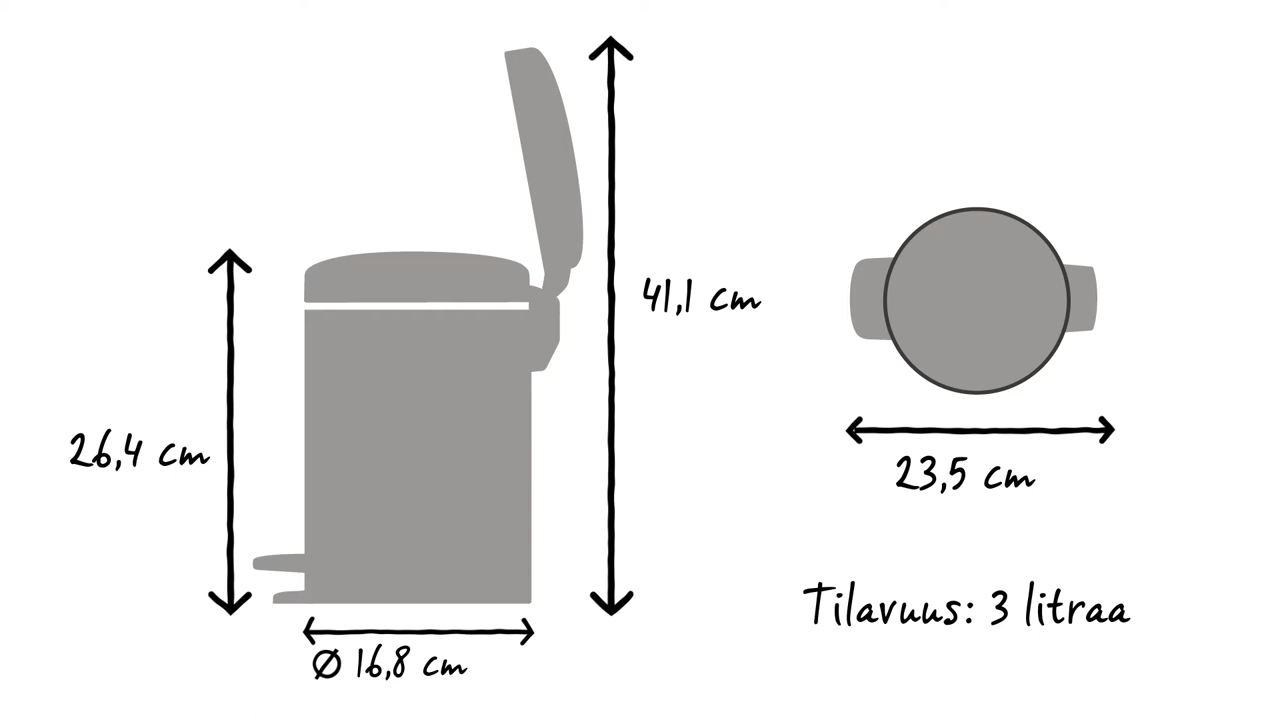 41,1 cm
26,4 cm
23,5 cm
Ø 16,8 cm
Tilavuus: 3 litraa